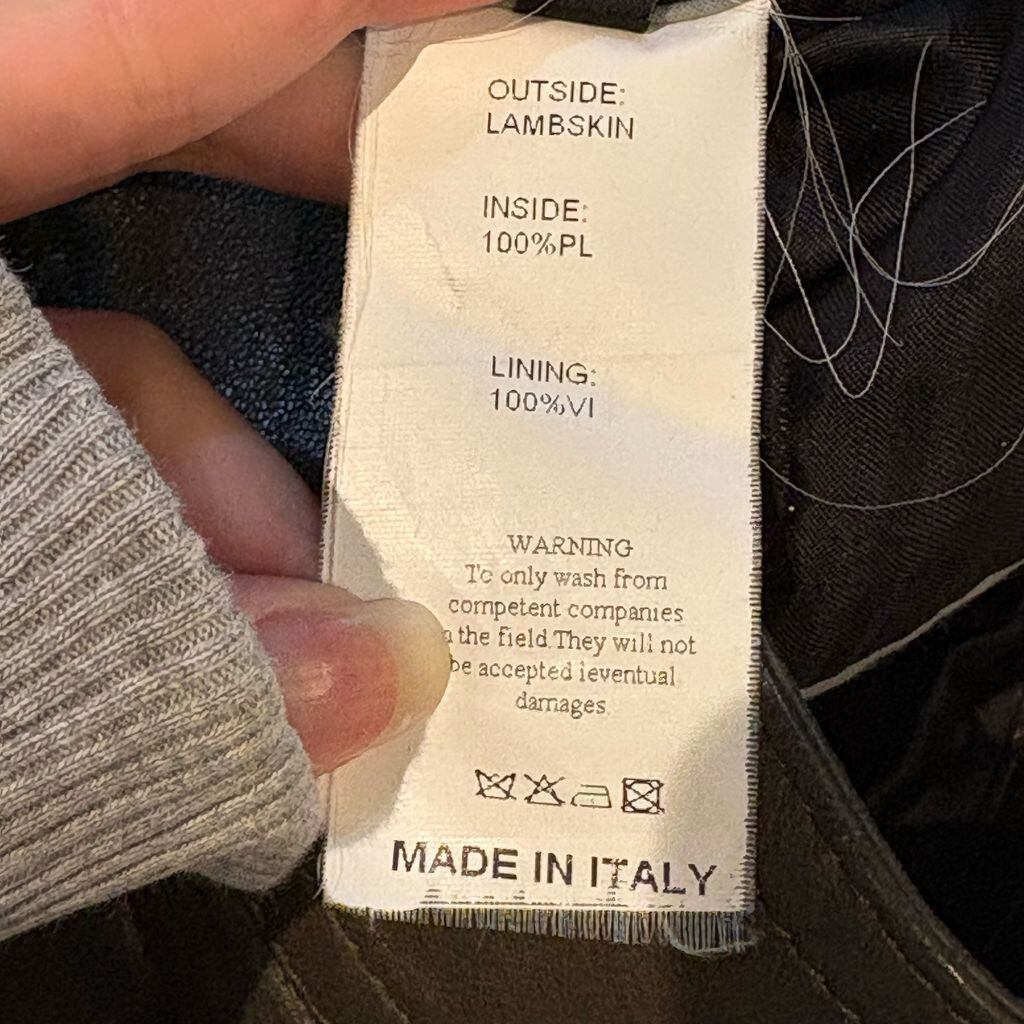 OUTSIDE:
LAMBSKIN
INSIDE:
100%PL
LINING:
100%VI
WARNING
To only wash from
competent companies
the field.They will not
be accepted ieventual
damages
MADE IN ITALY